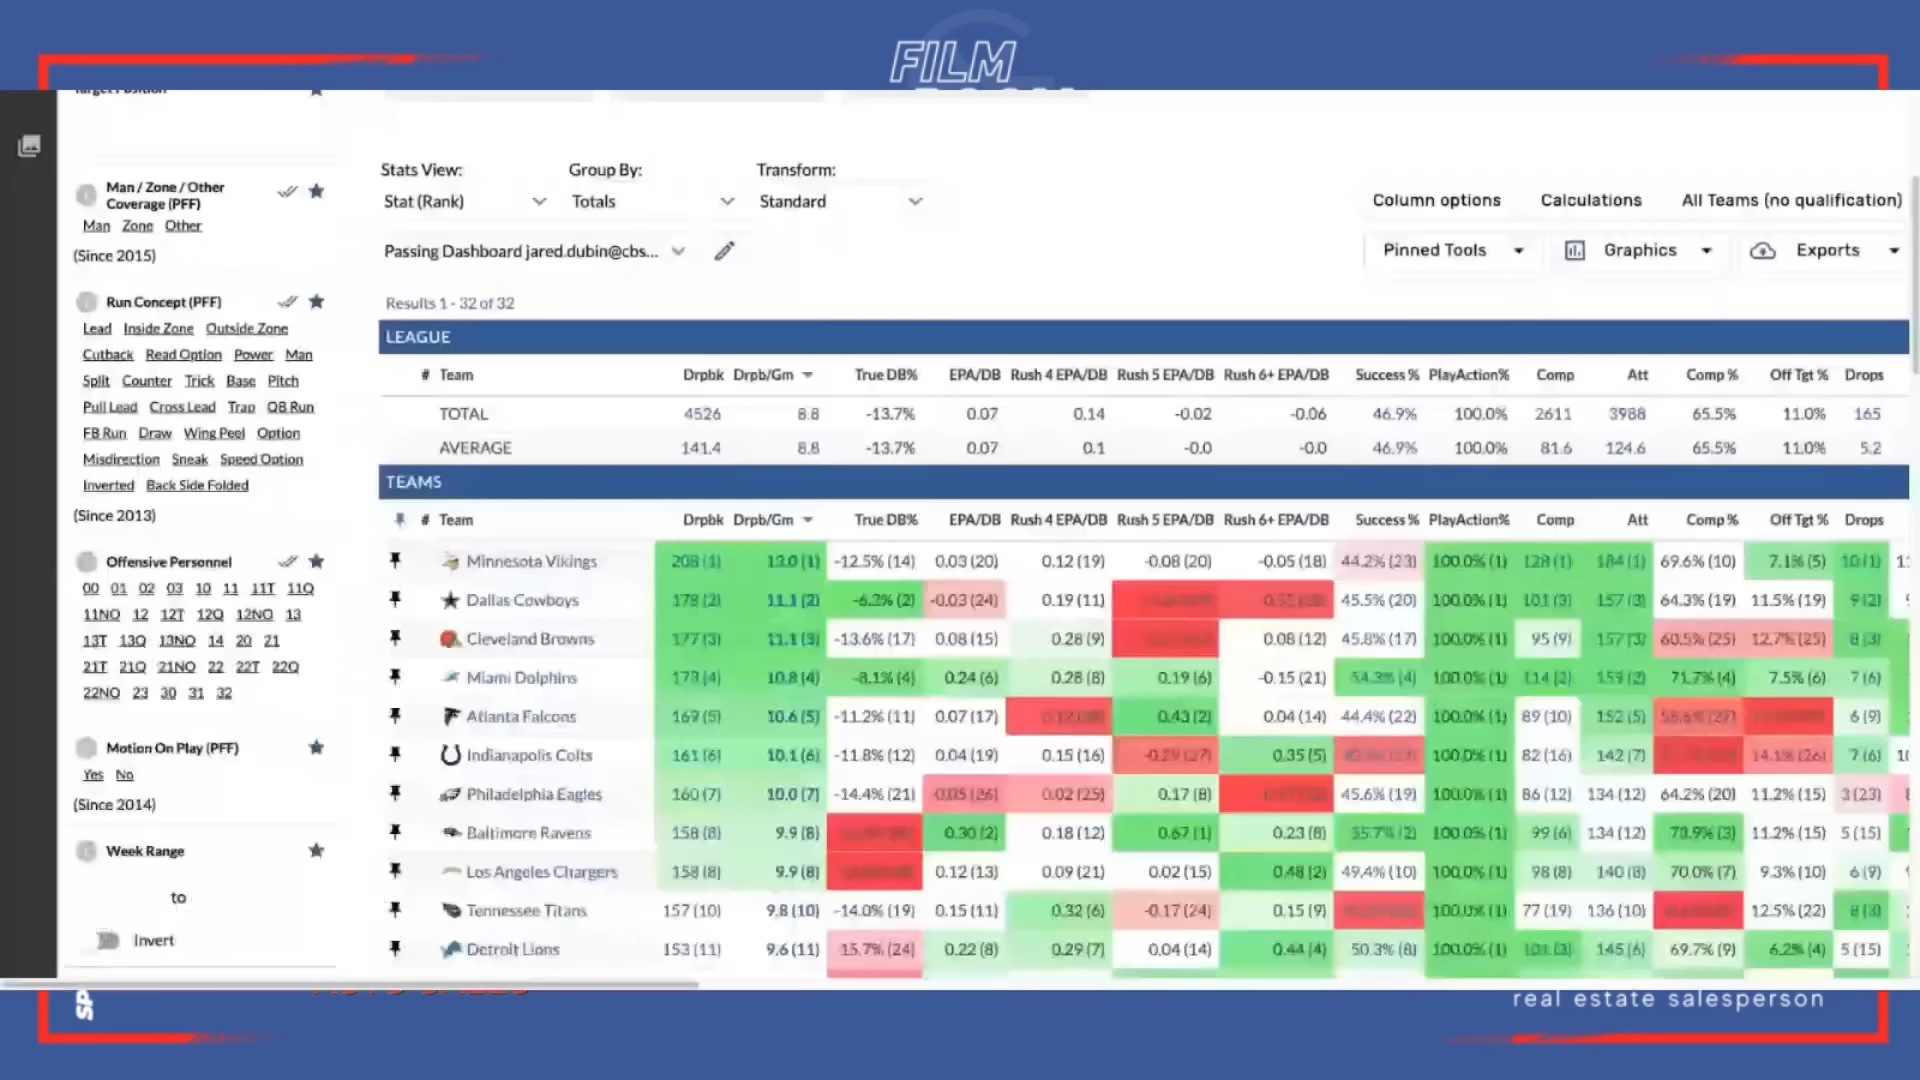 FILM
Target Position
Man / Zone / Other
Coverage (PFF)
Man Zone Other
(Since 2015)
Run Concept (PFF)
Lead Inside Zone Outside Zone
Cutback Read Option Power Man
Split Counter Trick Base Pitch
Pull Lead Cross Lead Trap QB Run
FB Run Draw Wing Peel Option
Misdirection Sneak Speed Option
Inverted Back Side Folded
(Since 2013)
Offensive Personnel
00 01 02 03 10 11 11T 11Q
11NO 12 12T 12Q 12NO 13
13T 13Q 13NO 14 20 21
21T 21Q 21NO 22 22T 22Q
22NO 23 30 31 32
Motion On Play (PFF)
Yes No
(Since 2014)
Week Range
to
Invert
Stats View: Group By: Transform:
Stat (Rank) Totals Standard
Column options Calculations All Teams (no qualification)
Passing Dashboard jared.dubin@cbs...
Pinned Tools Graphics Exports
Results 1 - 32 of 32
LEAGUE
# Team Drpbk Drpb/Gm True DB% EPA/DB Rush 4 EPA/DB Rush 5 EPA/DB Rush 6+ EPA/DB Success % PlayAction% Comp Att Comp % Off Tgt % Drops
TOTAL 4526 8.8 -13.7% 0.07 0.14 -0.02 -0.06 46.9% 100.0% 2611 3988 65.5% 11.0% 165
AVERAGE 141.4 8.8 -13.7% 0.07 0.1 -0.0 -0.0 46.9% 100.0% 81.6 124.6 65.5% 11.0% 5.2
TEAMS
# Team Drpbk Drpb/Gm True DB% EPA/DB Rush 4 EPA/DB Rush 5 EPA/DB Rush 6+ EPA/DB Success % PlayAction% Comp Att Comp % Off Tgt % Drops
Minnesota Vikings 208 (1) 13.0 (1) -12.5% (14) 0.03 (20) 0.12 (19) -0.08 (20) -0.05 (18) 44.2% (23) 100.0% (1) 128 (1) 184 (1) 69.6% (10) 7.1% (5) 10 (1)
Dallas Cowboys 178 (2) 11.1 (2) -6.2% (2) -0.03 (24) 0.19 (11) 45.5% (20) 100.0% (1) 101 (3) 157 (3) 64.3% (19) 11.5% (19) 9 (2)
Cleveland Browns 177 (3) 11.1 (3) -13.6% (17) 0.08 (15) 0.28 (9) 0.08 (12) 45.8% (17) 100.0% (1) 95 (9) 157 (3) 60.5% (25) 12.7% (25) 8 (3)
Miami Dolphins 173 (4) 10.8 (4) -8.1% (4) 0.24 (6) 0.28 (8) 0.19 (6) -0.15 (21) 54.3% (4) 100.0% (1) 114 (2) 159 (2) 71.7% (4) 7.5% (6) 7 (6)
Atlanta Falcons 169 (5) 10.6 (5) -11.2% (11) 0.07 (17) 0.43 (2) 0.04 (14) 44.4% (22) 100.0% (1) 89 (10) 152 (5) 58.6% (27) 6 (9)
Indianapolis Colts 161 (6) 10.1 (6) -11.8% (12) 0.04 (19) 0.15 (16) -0.29 (27) 0.35 (5) 100.0% (1) 82 (16) 142 (7) 14.1% (26) 7 (6)
Philadelphia Eagles 160 (7) 10.0 (7) -14.4% (21) -0.05 (26) 0.02 (25) 0.17 (8) 45.6% (19) 100.0% (1) 86 (12) 134 (12) 64.2% (20) 11.2% (15) 3 (23)
Baltimore Ravens 158 (8) 9.9 (8) 0.30 (2) 0.18 (12) 0.67 (1) 0.23 (8) 55.7% (2) 100.0% (1) 99 (6) 134 (12) 73.9% (3) 11.2% (15) 5 (15)
Los Angeles Chargers 158 (8) 9.9 (8) 0.12 (13) 0.09 (21) 0.02 (15) 0.48 (2) 49.4% (10) 100.0% (1) 98 (8) 140 (8) 70.0% (7) 9.3% (10) 6 (9)
Tennessee Titans 157 (10) 9.8 (10) -14.0% (19) 0.15 (11) 0.32 (6) -0.17 (24) 0.15 (9) 100.0% (1) 77 (19) 136 (10) 12.5% (22) 8 (3)
Detroit Lions 153 (11) 9.6 (11) 15.7% (24) 0.22 (8) 0.29 (7) 0.04 (14) 0.44 (4) 50.3% (8) 100.0% (1) 101 (3) 145 (6) 69.7% (9) 6.2% (4) 5 (15)
SP
real estate salesperson